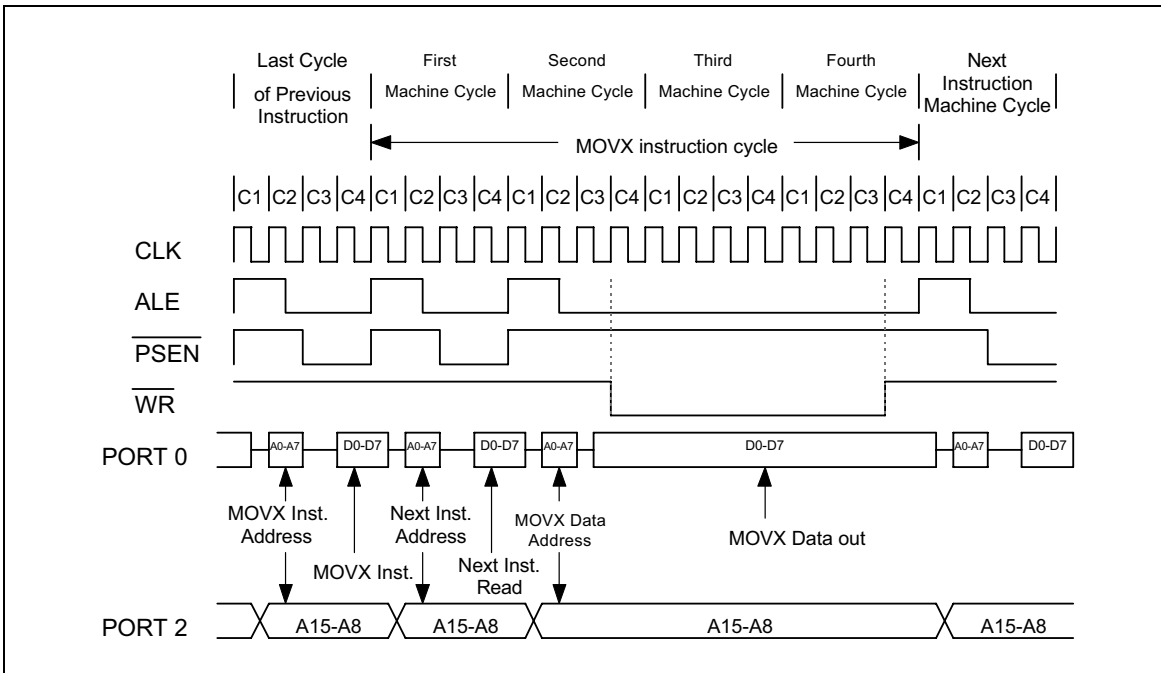 Last Cycle
of Previous
Instruction
First
Machine Cycle
Second
Machine Cycle
Third
Machine Cycle
Fourth
Machine Cycle
Next
Instruction
Machine Cycle
MOVX instruction cycle
C1 C2 C3 C4 C1 C2 C3 C4 C1 C2 C3 C4 C1 C2 C3 C4 C1 C2 C3 C4 C1 C2 C3 C4
CLK
ALE
PSEN
WR
PORT 0
A0-A7 D0-D7 A0-A7 D0-D7 A0-A7 D0-D7 A0-A7 D0-D7
MOVX Inst.
Address
MOVX Inst.
Next Inst.
Address
Next Inst.
Read
MOVX Data
Address
MOVX Data out
PORT 2
A15-A8 A15-A8 A15-A8 A15-A8